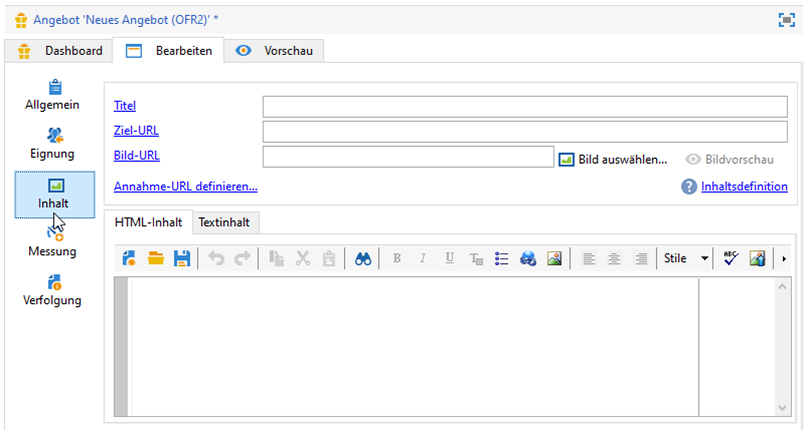 Angebot 'Neues Angebot (OFR2)' *
Dashboard Bearbeiten Vorschau
Allgemein
Eignung
Inhalt
Messung
Verfolgung
Titel
Ziel-URL
Bild-URL Bild auswählen... Bildvorschau
Annahme-URL definieren... ? Inhaltsdefinition
HTML-Inhalt Textinhalt
B I U T Stile ABC